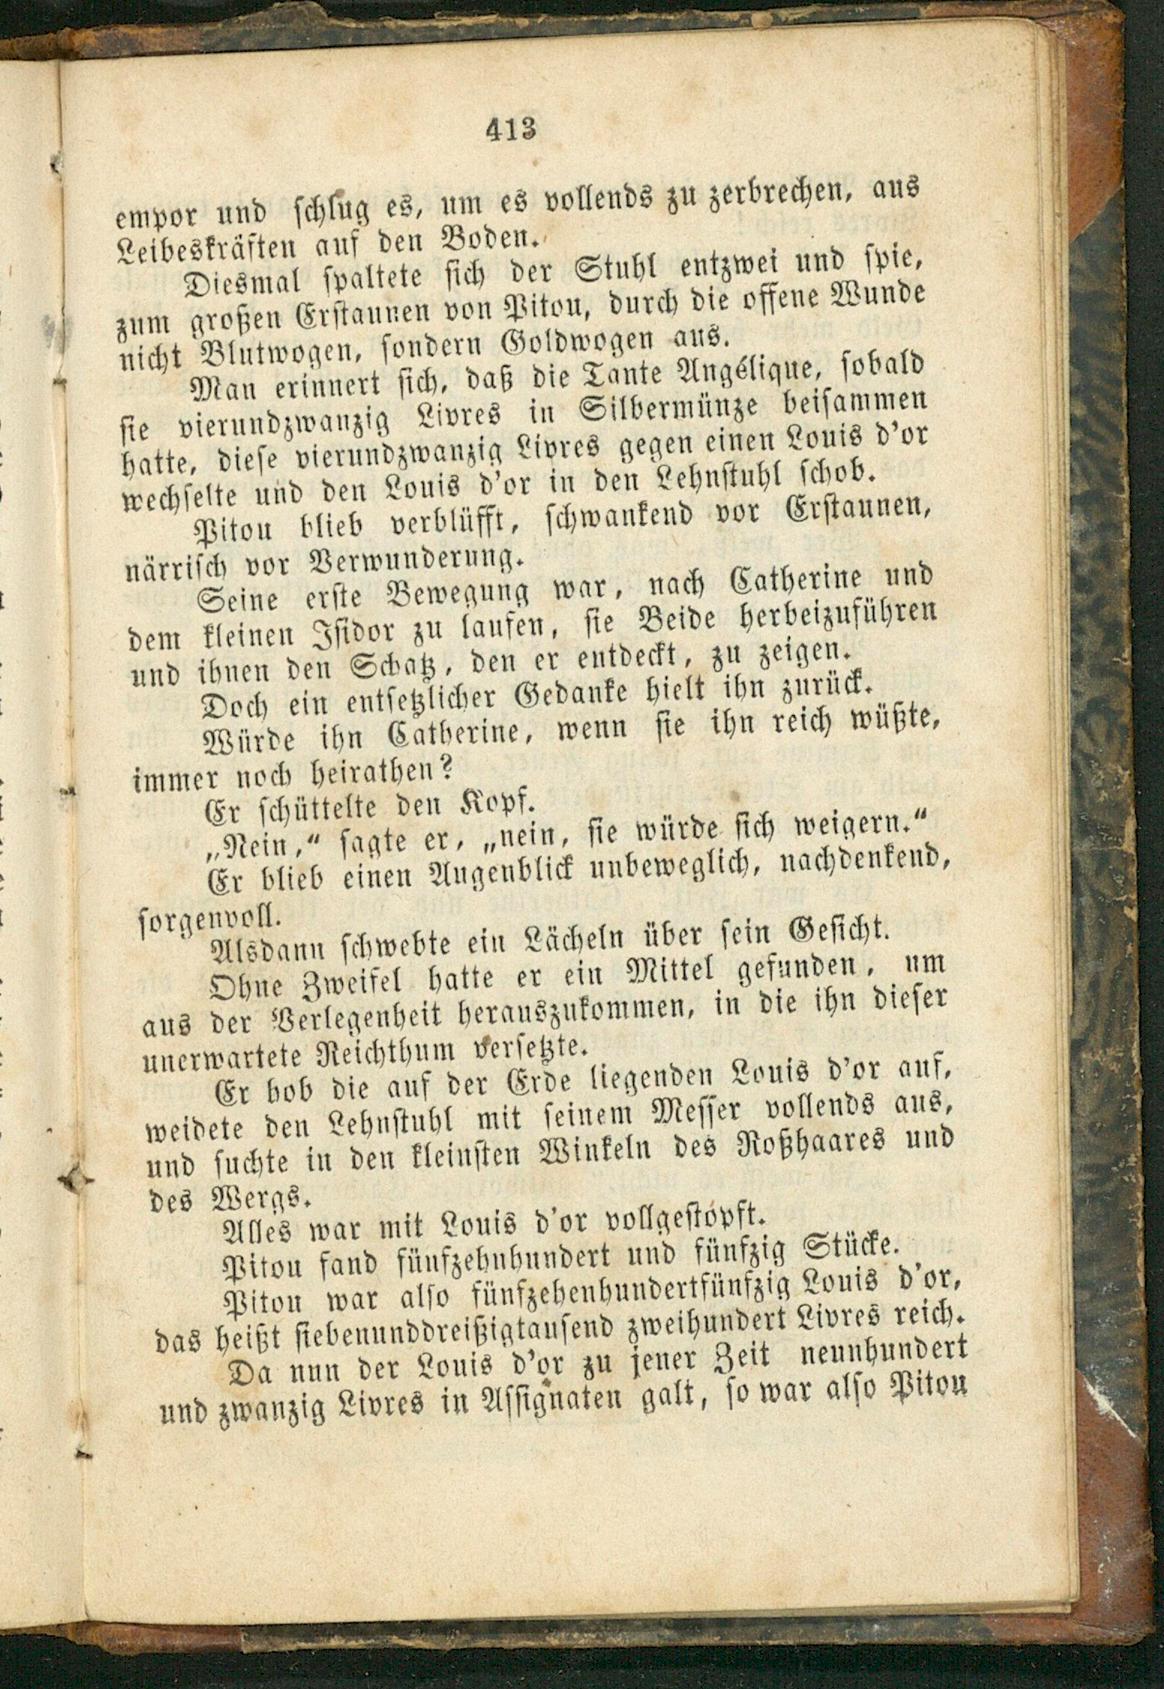 413
empor und schlug es, um es vollends zu zerbrechen, aus
Leibeskräften auf den Boden.
Diesmal spaltete sich der Stuhl entzwei und spie,
zum großen Erstaunen von Pitou, durch die offene Wunde
nicht Blutwogen, sondern Goldwogen aus.
Man erinnert sich, daß die Tante Angélique, sobald
sie vierundzwanzig Livres in Silbermünze beisammen
hatte, diese vierundzwanzig Livres gegen einen Louis d'or
wechselte und den Louis d'or in den Lehnstuhl schob.
Pitou blieb verblüfft, schwankend vor Erstaunen,
närrisch vor Verwunderung.
Seine erste Bewegung war, nach Catherine und
dem kleinen Isidor zu laufen, sie Beide herbeizuführen
und ihnen den Schatz, den er entdeckt, zu zeigen.
Doch ein entsetzlicher Gedanke hielt ihn zurück.
Würde ihn Catherine, wenn sie ihn reich wüßte,
immer noch heirathen?
Er schüttelte den Kopf.
„Nein,“ sagte er, „nein, sie würde sich weigern.“
Er blieb einen Augenblick unbeweglich, nachdenkend,
sorgenvoll.
Alsdann schwebte ein Lächeln über sein Gesicht.
Ohne Zweifel hatte er ein Mittel gefunden, um
aus der Verlegenheit herauszukommen, in die ihn dieser
unerwartete Reichthum versetzte.
Er hob die auf der Erde liegenden Louis d'or auf,
weidete den Lehnstuhl mit seinem Messer vollends aus,
und suchte in den kleinsten Winkeln des Roßhaares und
des Wergs.
Alles war mit Louis d'or vollgestopft.
Pitou fand fünfzehnhundert und fünfzig Stücke.
Pitou war also fünfzehenhundertfünfzig Louis d'or,
das heißt siebenunddreißigtausend zweihundert Livres reich.
Da nun der Louis d'or zu jener Zeit neunhundert
und zwanzig Livres in Assignaten galt, so war also Pitou